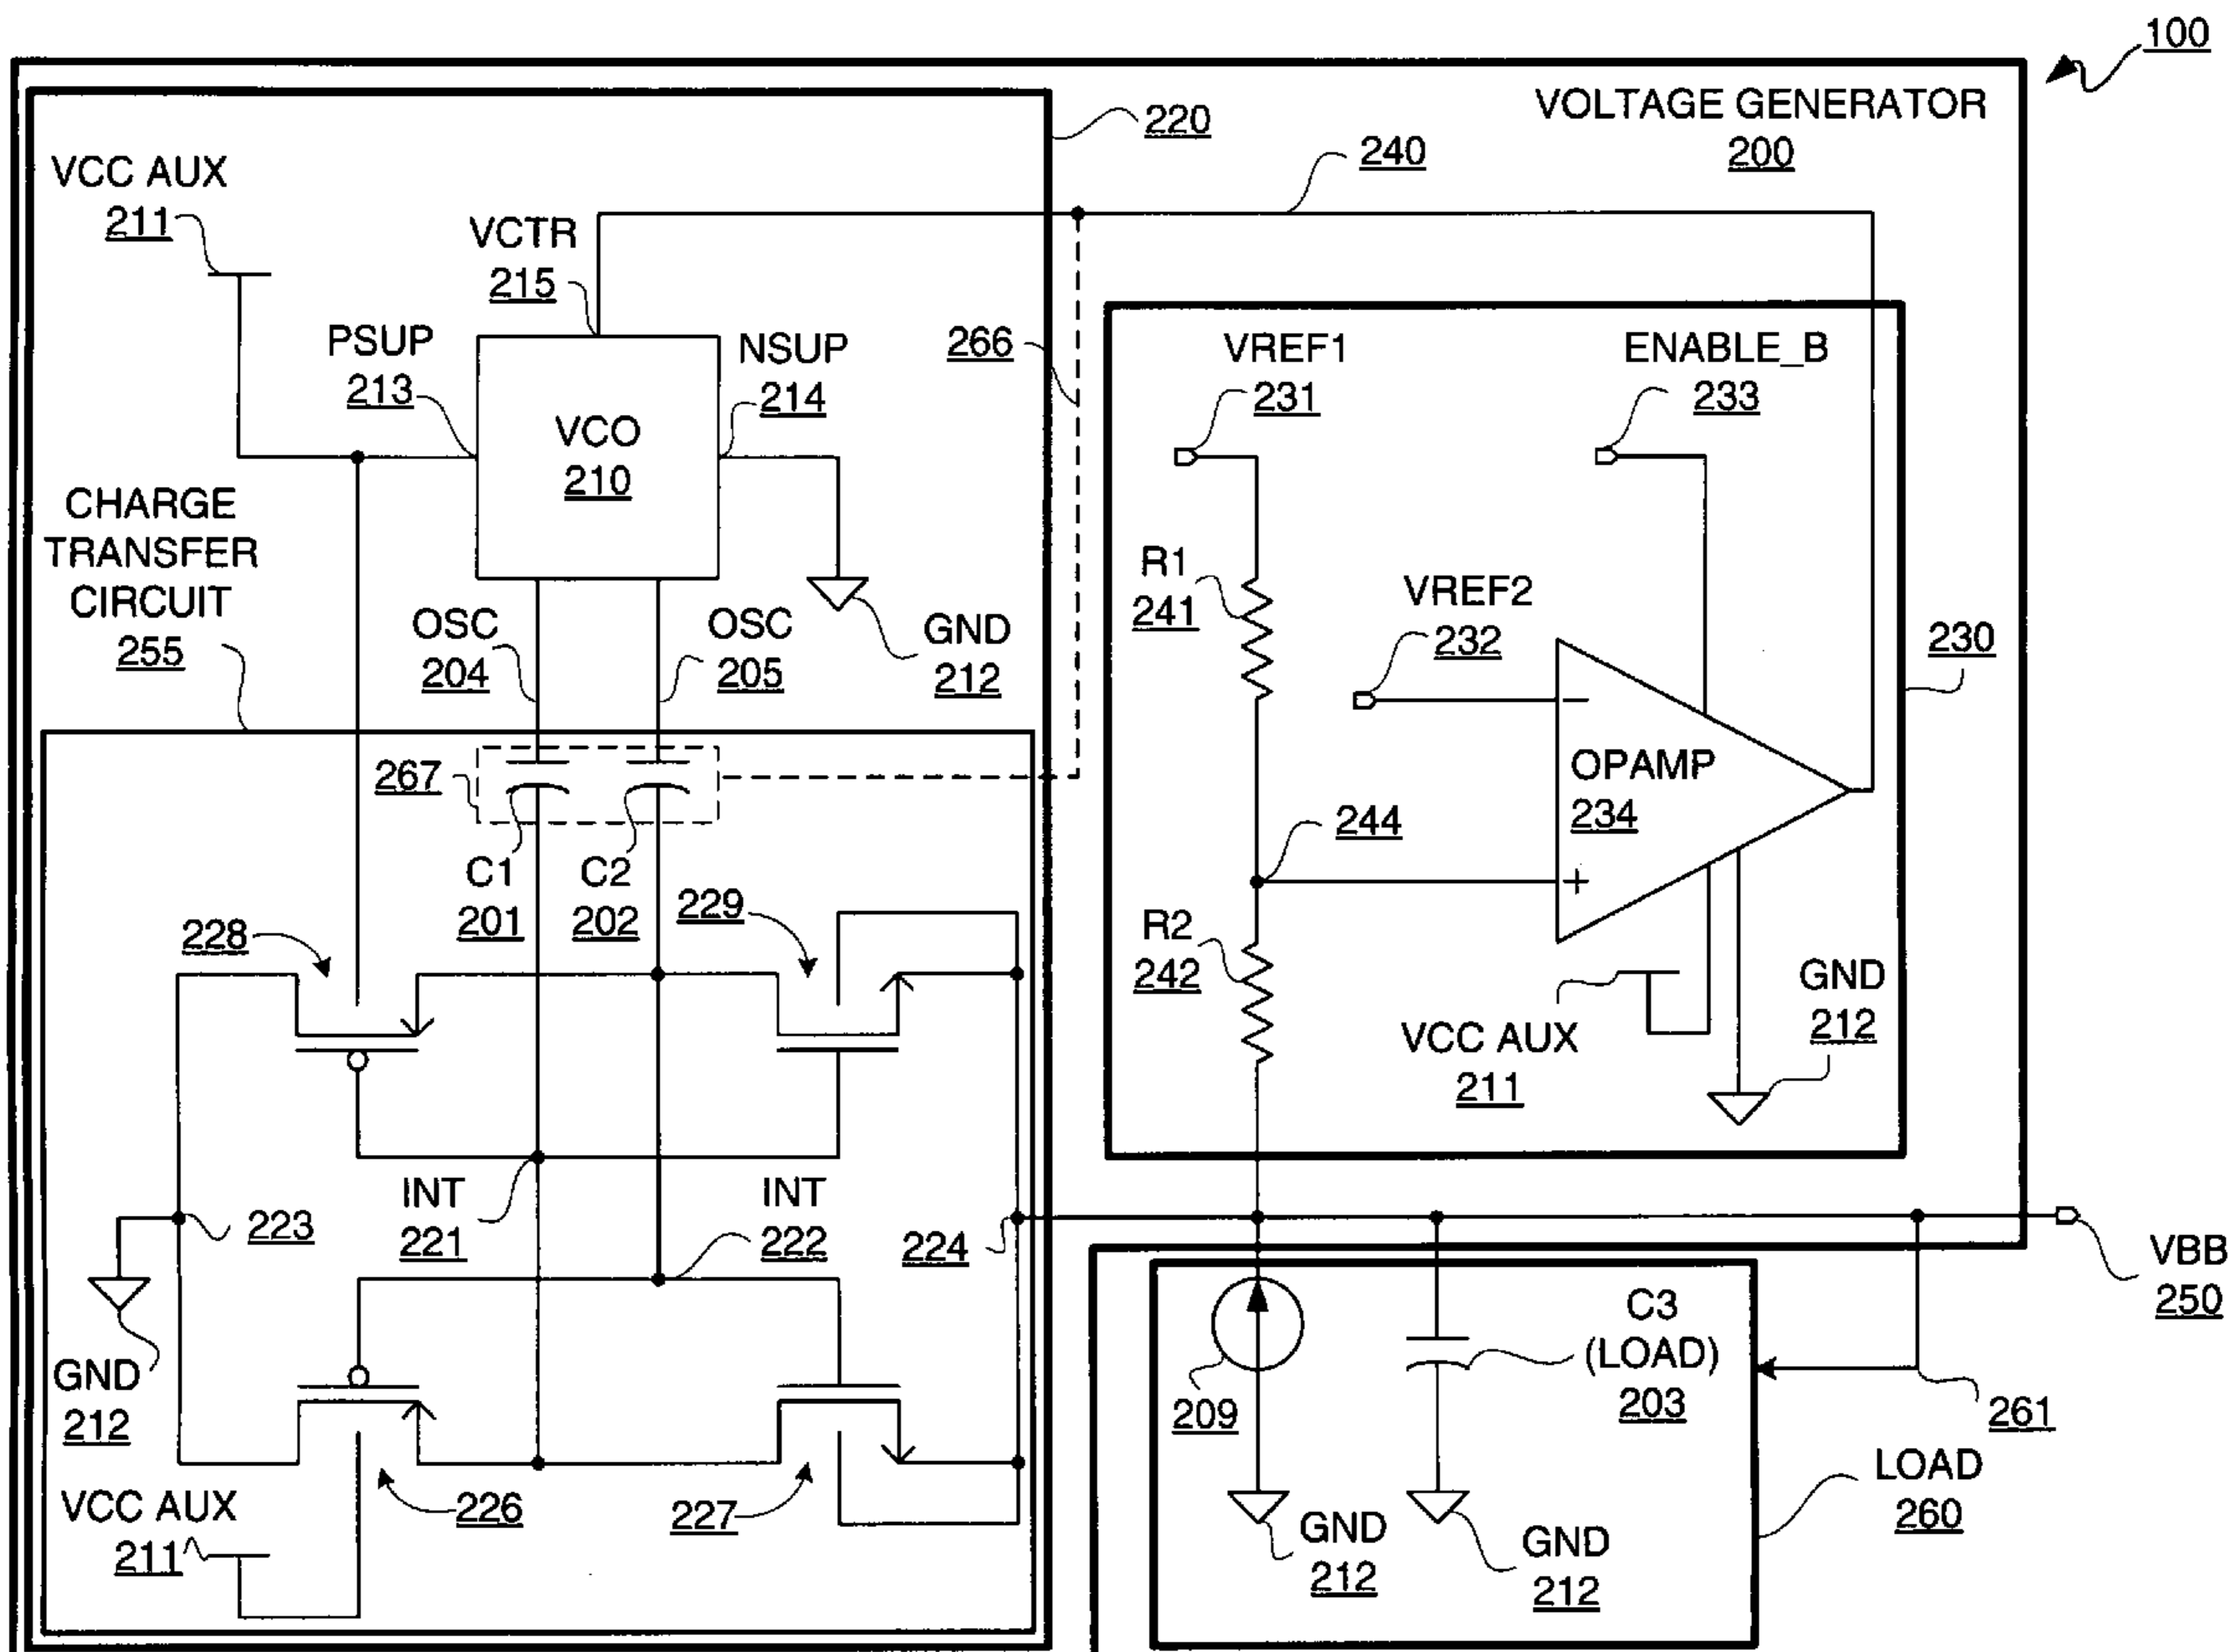 100
VOLTAGE GENERATOR
200
220
240
VCC AUX
211
VCTR
215
PSUP
213
NSUP
214
VCO
210
266
VREF1
231
ENABLE_B
233
CHARGE
TRANSFER
CIRCUIT
255
OSC
204
OSC
205
GND
212
R1
241
VREF2
232
230
−
OPAMP
234
+
244
267
C1
201
C2
202
228
229
R2
242
VCC AUX
211
GND
212
INT
221
INT
222
223
224
VBB
250
GND
212
C3
(LOAD)
203
209
261
LOAD
260
VCC AUX
211
226
227
GND
212
GND
212